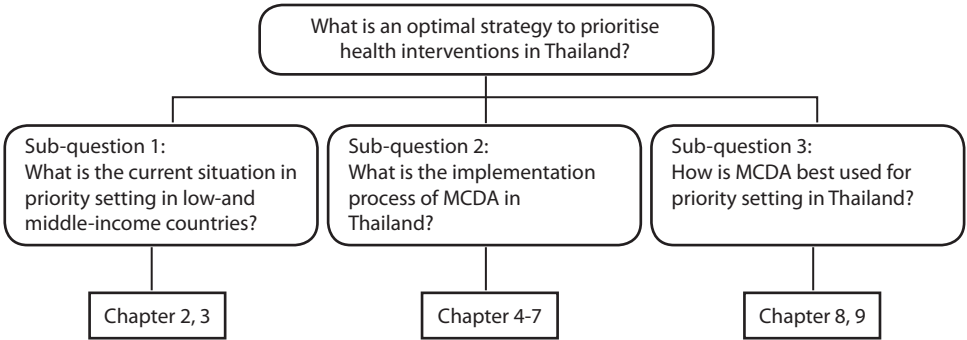 What is an optimal strategy to prioritise
health interventions in Thailand?
Sub-question 1:
What is the current situation in
priority setting in low-and
middle-income countries?
Sub-question 2:
What is the implementation
process of MCDA in
Thailand?
Sub-question 3:
How is MCDA best used for
priority setting in Thailand?
Chapter 2, 3
Chapter 4-7
Chapter 8, 9